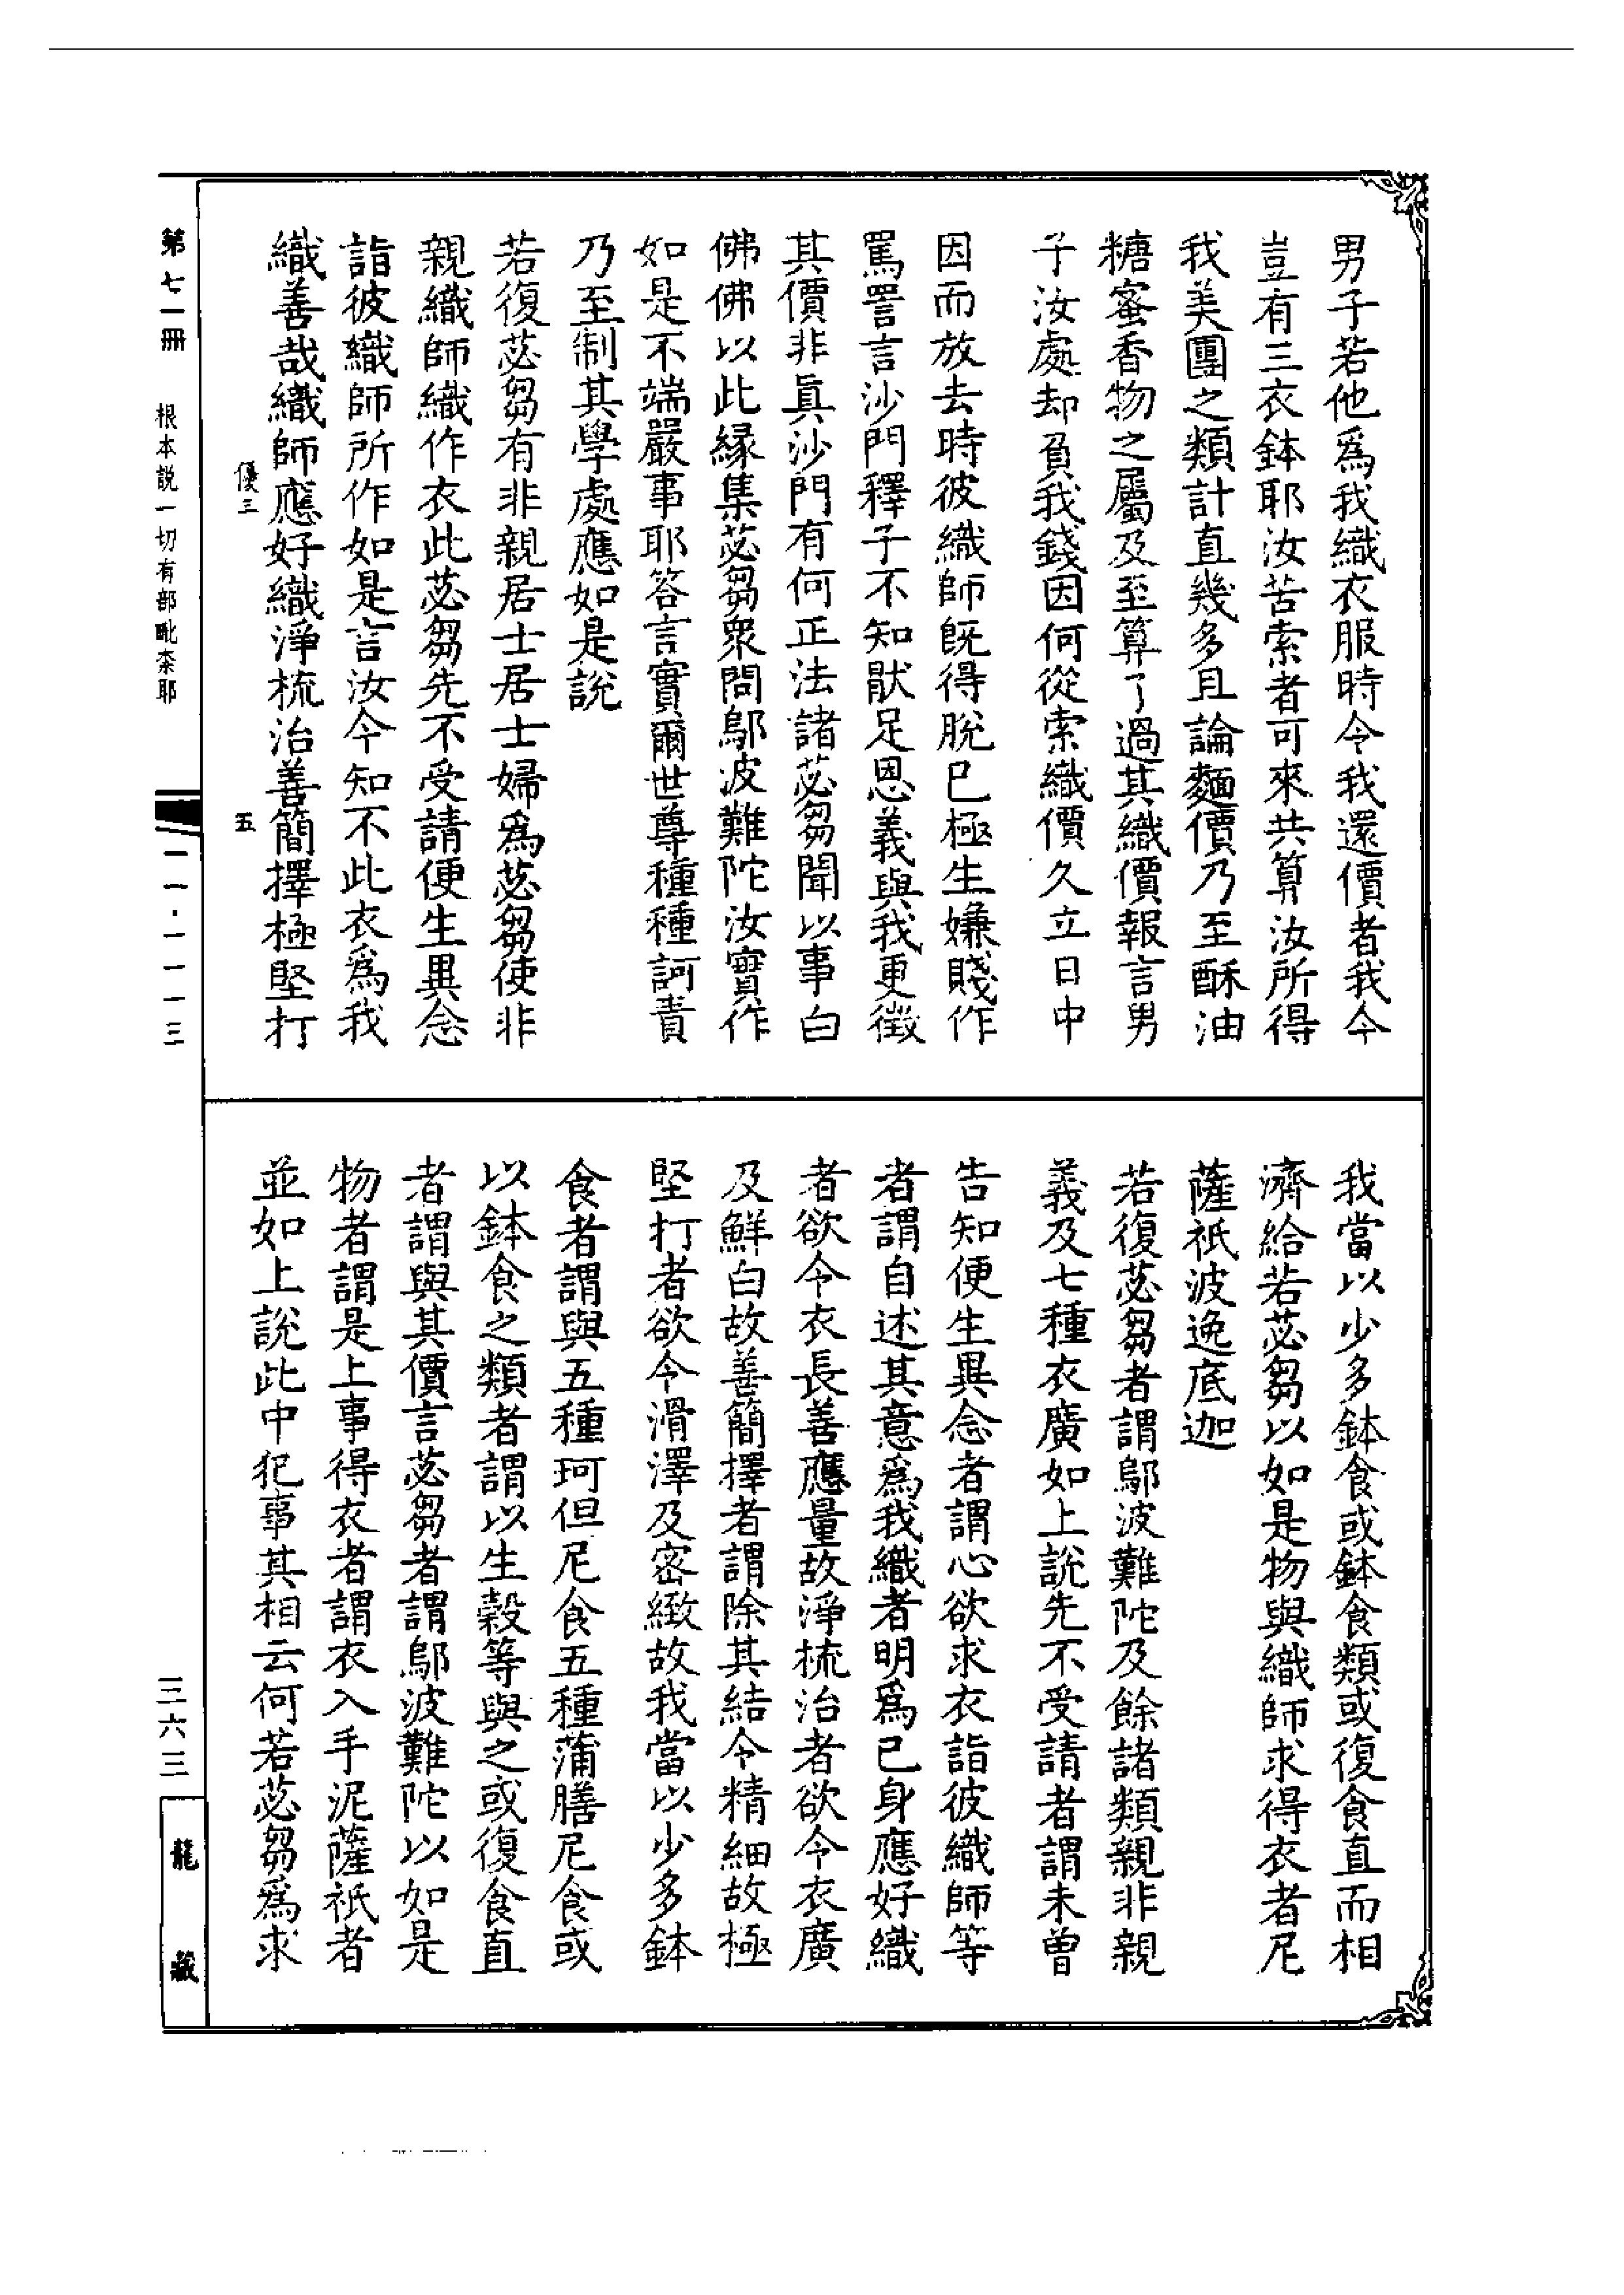 男子若他爲我織衣服時令我還價者我今
豈有三衣鉢耶汝苦索者可來共算汝所得
我美團之類計直幾多且論麵價乃至酥油
糖蜜香物之屬及至算了過其織價報言男
子汝處却負我錢因何從索織價久立日中
因而放去時彼織師旣得脫已極生嫌賤作
罵詈言沙門釋子不知猒足恩義與我更徵
其價非眞沙門有何正法諸苾芻聞以事白
佛佛以此緣集苾芻衆問鄔波難陀汝實作
如是不端嚴事耶答言實爾世尊種種訶責
乃至制其學處應如是說
若復苾芻有非親居士居士婦爲苾芻使非
親織師織作衣此苾芻先不受請便生異念
詣彼織師所作如是言汝今知不此衣爲我
織善哉織師應好織淨梳治善簡擇極堅打
我當以少多鉢食或鉢食類或復食直而相
濟給若苾芻以如是物與織師求得衣者尼
薩祇波逸底迦
若復苾芻者謂鄔波難陀及餘諸類親非親
義及七種衣廣如上說先不受請者謂未曾
告知便生異念者謂心欲求衣詣彼織師等
者謂自述其意爲我織者明爲已身應好織
者欲令衣長善應量故淨梳治者欲令衣廣
及鮮白故善簡擇者謂除其結令精細故極
堅打者欲令滑澤及密緻故我當以少多鉢
食者謂與五種珂但尼食五種蒲膳尼食或
以鉢食之類者謂以生穀等與之或復食直
者謂與其價言苾芻者謂鄔波難陀以如是
物者謂是上事得衣者謂衣入手泥薩祇者
並如上說此中犯事其相云何若苾芻爲求
優三
五
第七一冊
根本説一切有部毗柰耶
一一·一一一三
三六三
龍藏